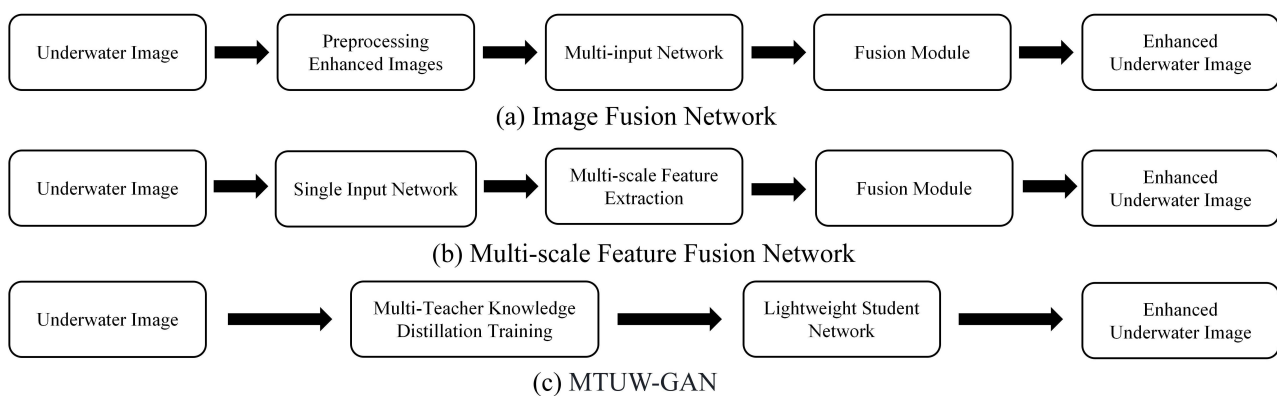 Underwater Image
Preprocessing
Enhanced Images
Multi-input Network
Fusion Module
Enhanced
Underwater Image
(a) Image Fusion Network
Underwater Image
Single Input Network
Multi-scale Feature
Extraction
Fusion Module
Enhanced
Underwater Image
(b) Multi-scale Feature Fusion Network
Underwater Image
Multi-Teacher Knowledge
Distillation Training
Lightweight Student
Network
Enhanced
Underwater Image
(c) MTUW-GAN